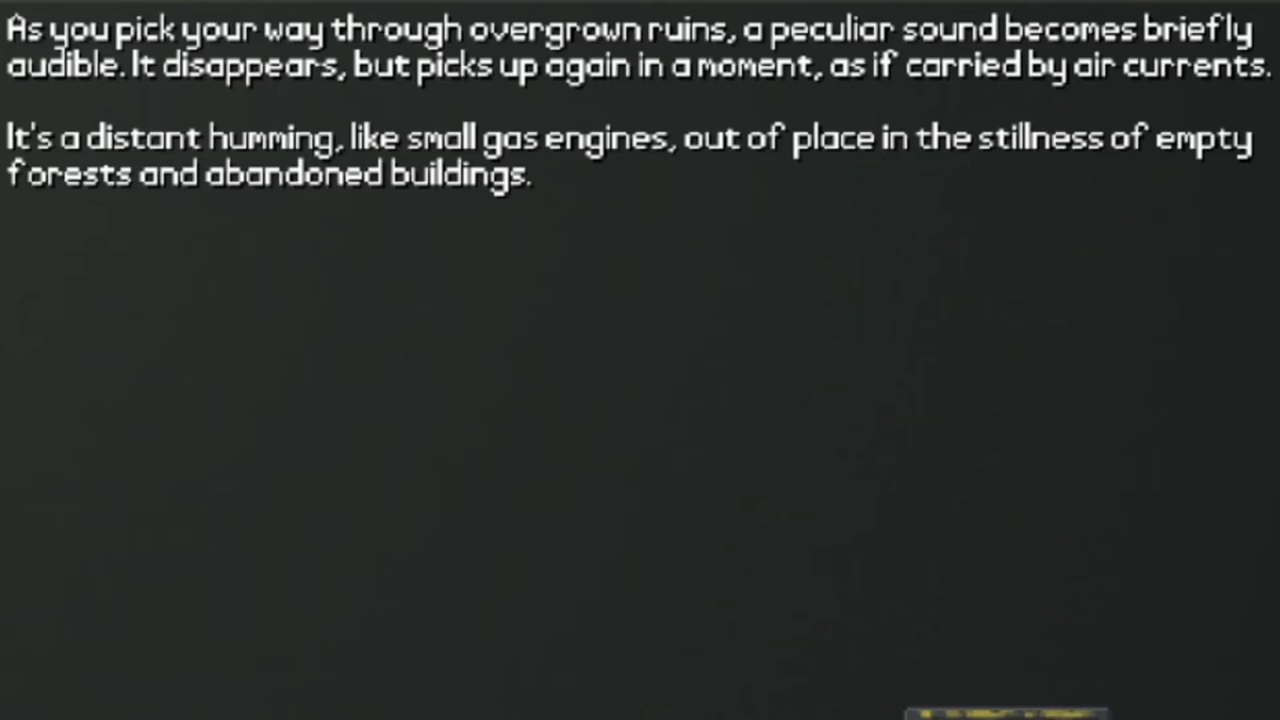 As you pick your way through overgrown ruins, a peculiar sound becomes briefly
audible. It disappears, but picks up again in a moment, as if carried by air currents.
It's a distant humming, like small gas engines, out of place in the stillness of empty
forests and abandoned buildings.